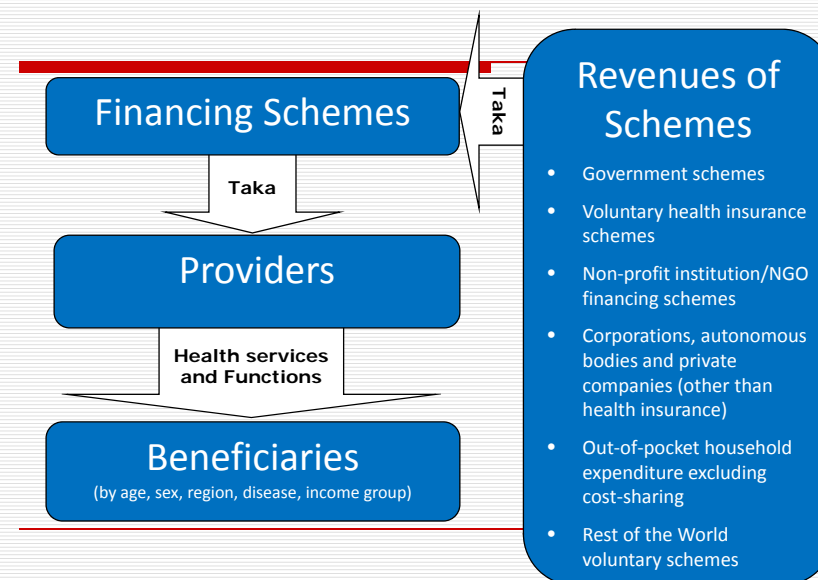 Financing Schemes
Taka
Providers
Health services
and Functions
Beneficiaries
(by age, sex, region, disease, income group)
Taka
Revenues of
Schemes
• Government schemes
• Voluntary health insurance
schemes
• Non-profit institution/NGO
financing schemes
• Corporations, autonomous
bodies and private
companies (other than
health insurance)
• Out-of-pocket household
expenditure excluding
cost-sharing
• Rest of the World
voluntary schemes